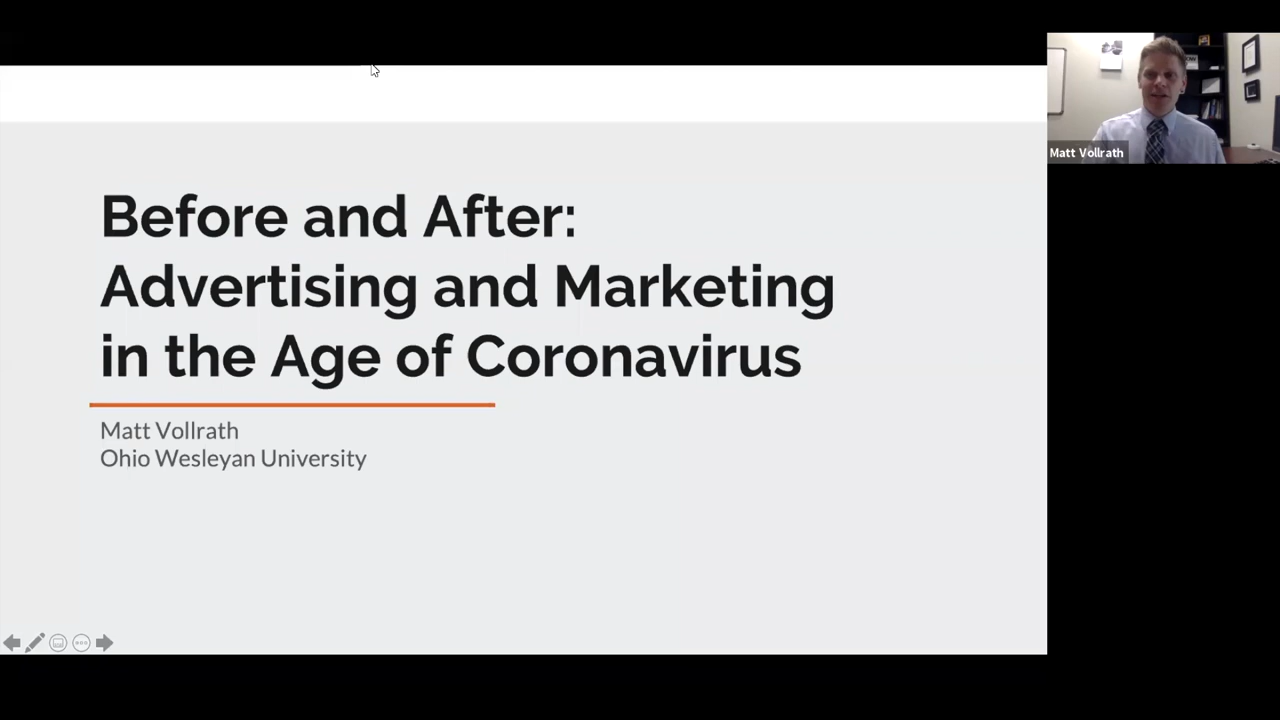 Before and After:
Advertising and Marketing
in the Age of Coronavirus
Matt Vollrath
Ohio Wesleyan University
Matt Vollrath